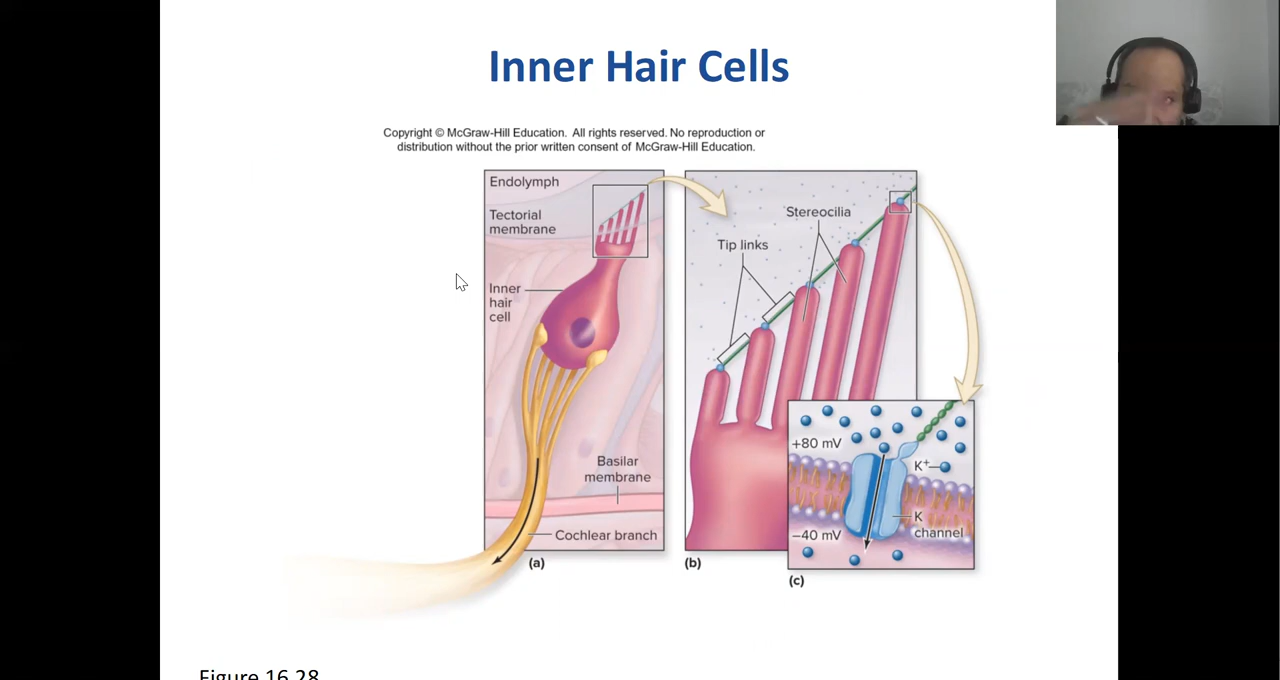 Inner Hair Cells
Copyright © McGraw-Hill Education. All rights reserved. No reproduction or
distribution without the prior written consent of McGraw-Hill Education.
Endolymph
Tectorial
membrane
Inner
hair
cell
Basilar
membrane
Cochlear branch
(a)
Stereocilia
Tip links
(b)
+80 mV
K+
K
channel
−40 mV
(c)
Figure 16.28